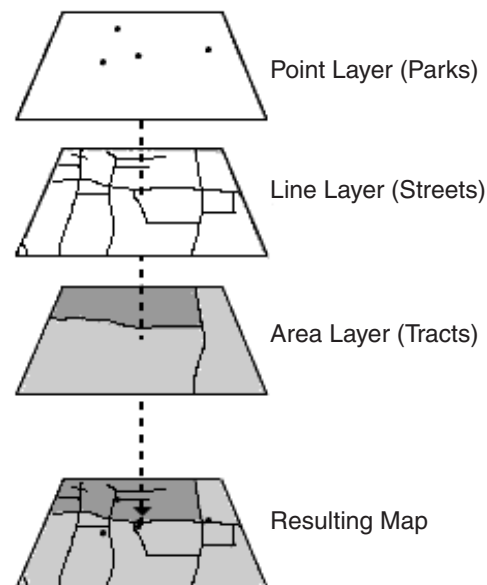 Point Layer (Parks)
Line Layer (Streets)
Area Layer (Tracts)
Resulting Map